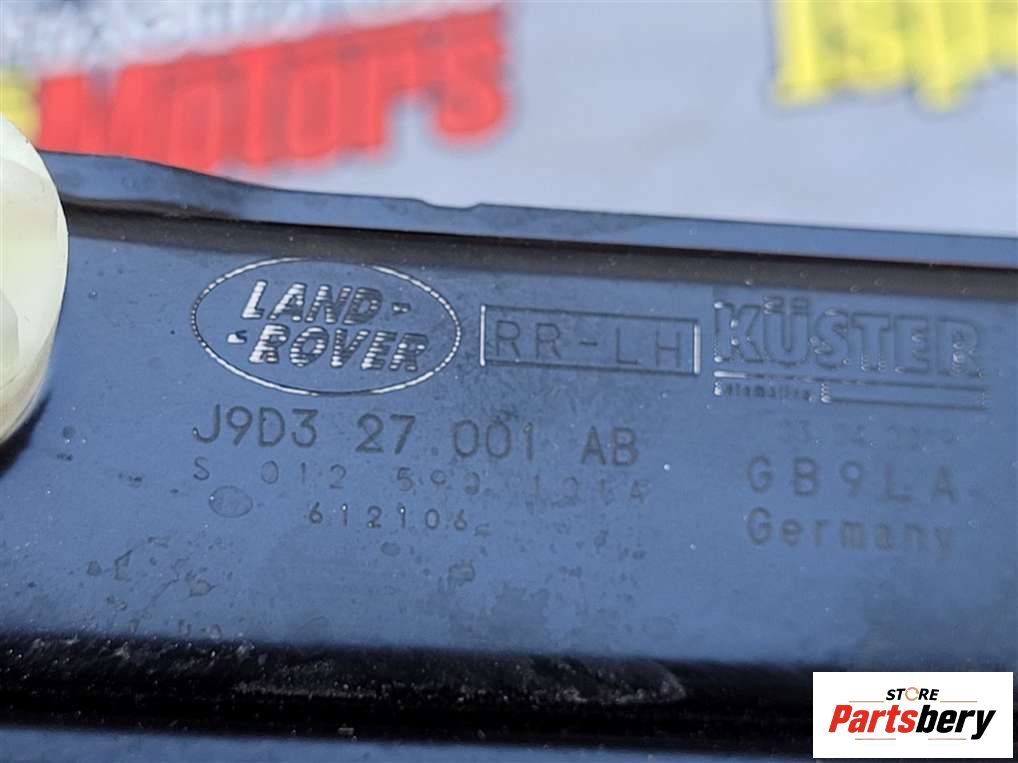 Motors
LAND-
ROVER
RR-LH
KÜSTER
J9D3 27 001 AB
612106
GB9LA
Germany
STORE
Partsbery